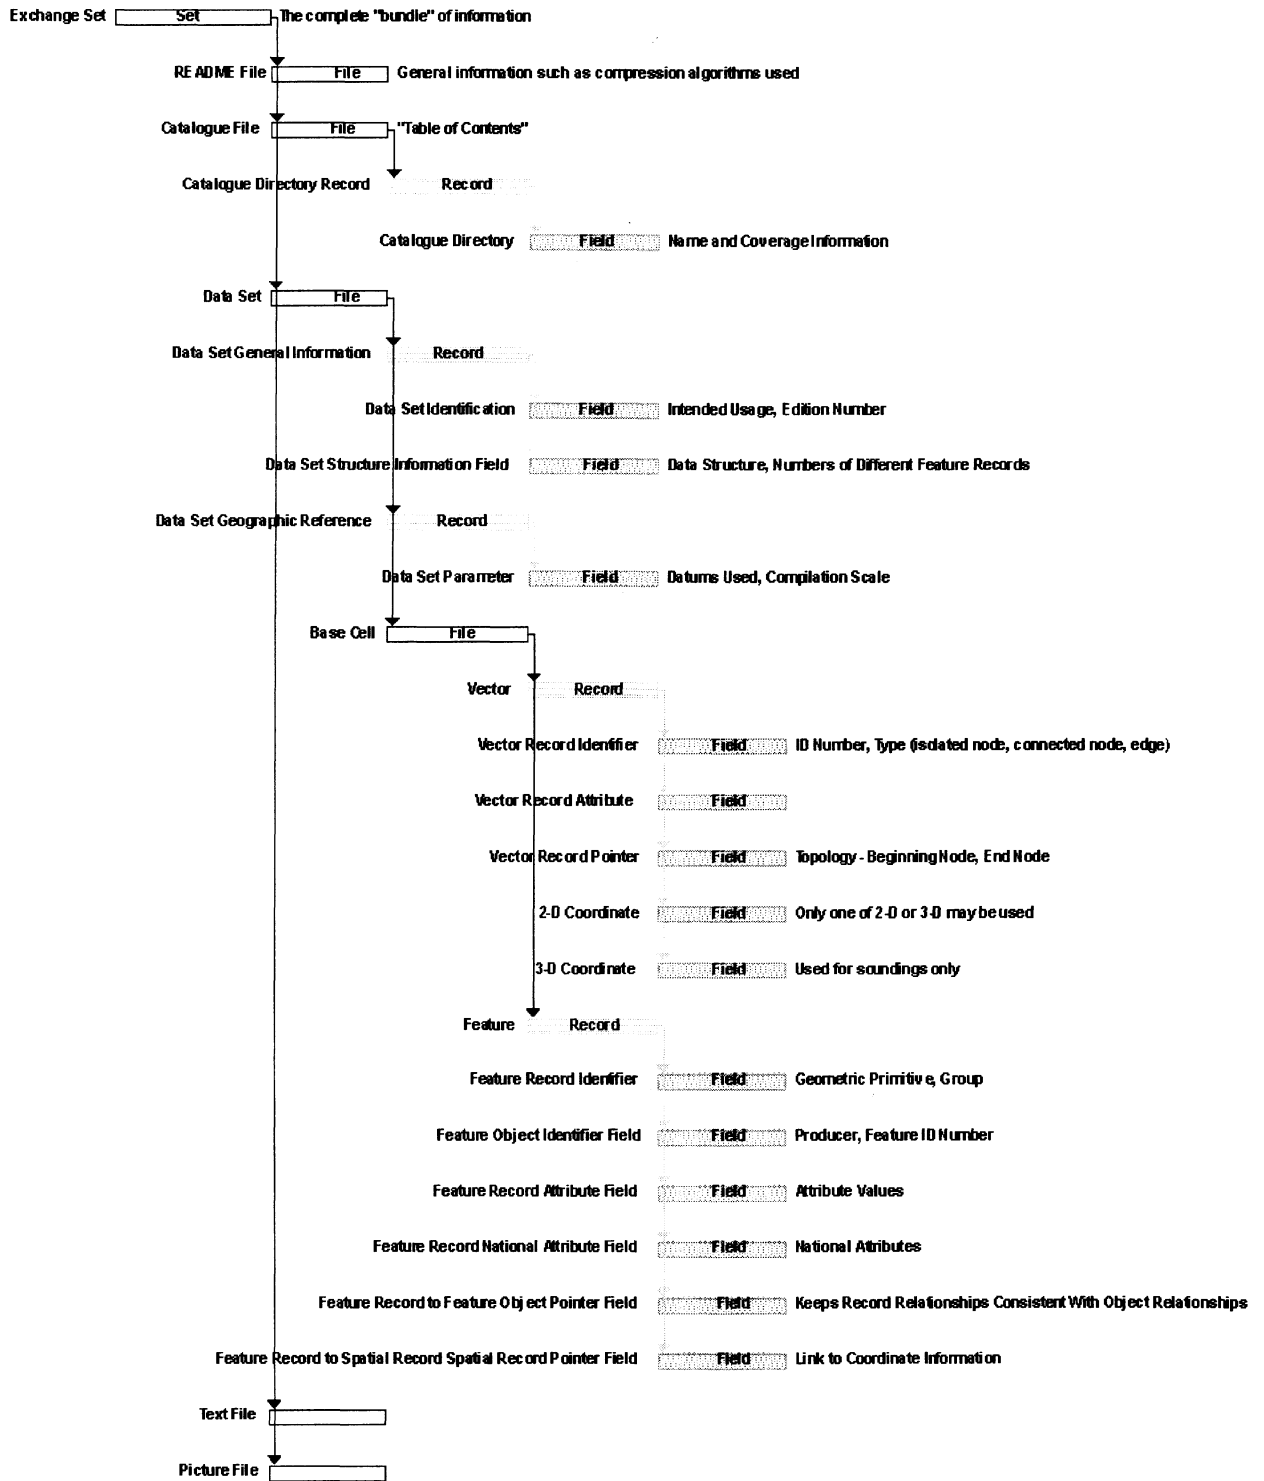 Exchange Set Set The complete "bundle" of information
README File File General information such as compression algorithms used
Catalogue File File "Table of Contents"
Catalogue Directory Record Record
Catalogue Directory Field Name and Coverage Information
Data Set File
Data Set General Information Record
Data Set Identification Field Intended Usage, Edition Number
Data Set Structure Information Field Field Data Structure, Numbers of Different Feature Records
Data Set Geographic Reference Record
Data Set Parameter Field Datums Used, Compilation Scale
Base Cell File
Vector Record
Vector Record Identifier Field ID Number, Type (isolated node, connected node, edge)
Vector Record Attribute Field
Vector Record Pointer Field Topology - Beginning Node, End Node
2-D Coordinate Field Only one of 2-D or 3-D may be used
3-D Coordinate Field Used for soundings only
Feature Record
Feature Record Identifier Field Geometric Primitive, Group
Feature Object Identifier Field Field Producer, Feature ID Number
Feature Record Attribute Field Field Attribute Values
Feature Record National Attribute Field Field National Attributes
Feature Record to Feature Object Pointer Field Field Keeps Record Relationships Consistent With Object Relationships
Feature Record to Spatial Record Spatial Record Pointer Field Field Link to Coordinate Information
Text File
Picture File